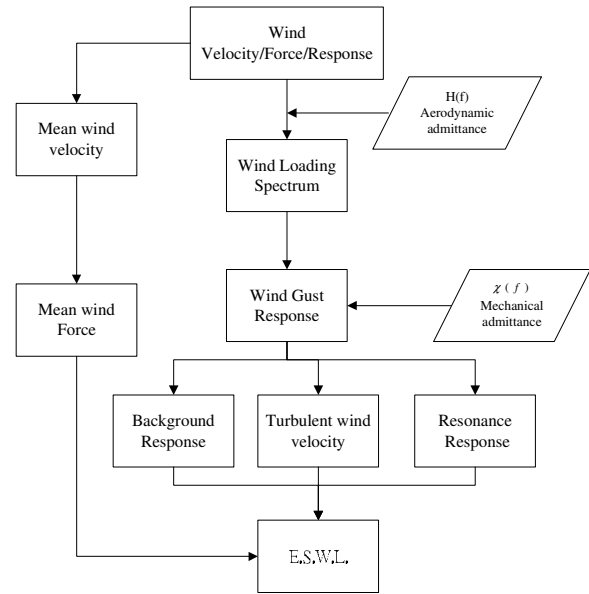 Wind
Velocity/Force/Response
H(f)
Aerodynamic
admittance
Mean wind
velocity
Wind Loading
Spectrum
Mean wind
Force
Wind Gust
Response
χ ( f )
Mechanical
admittance
Background
Response
Turbulent wind
velocity
Resonance
Response
E.S.W.L.